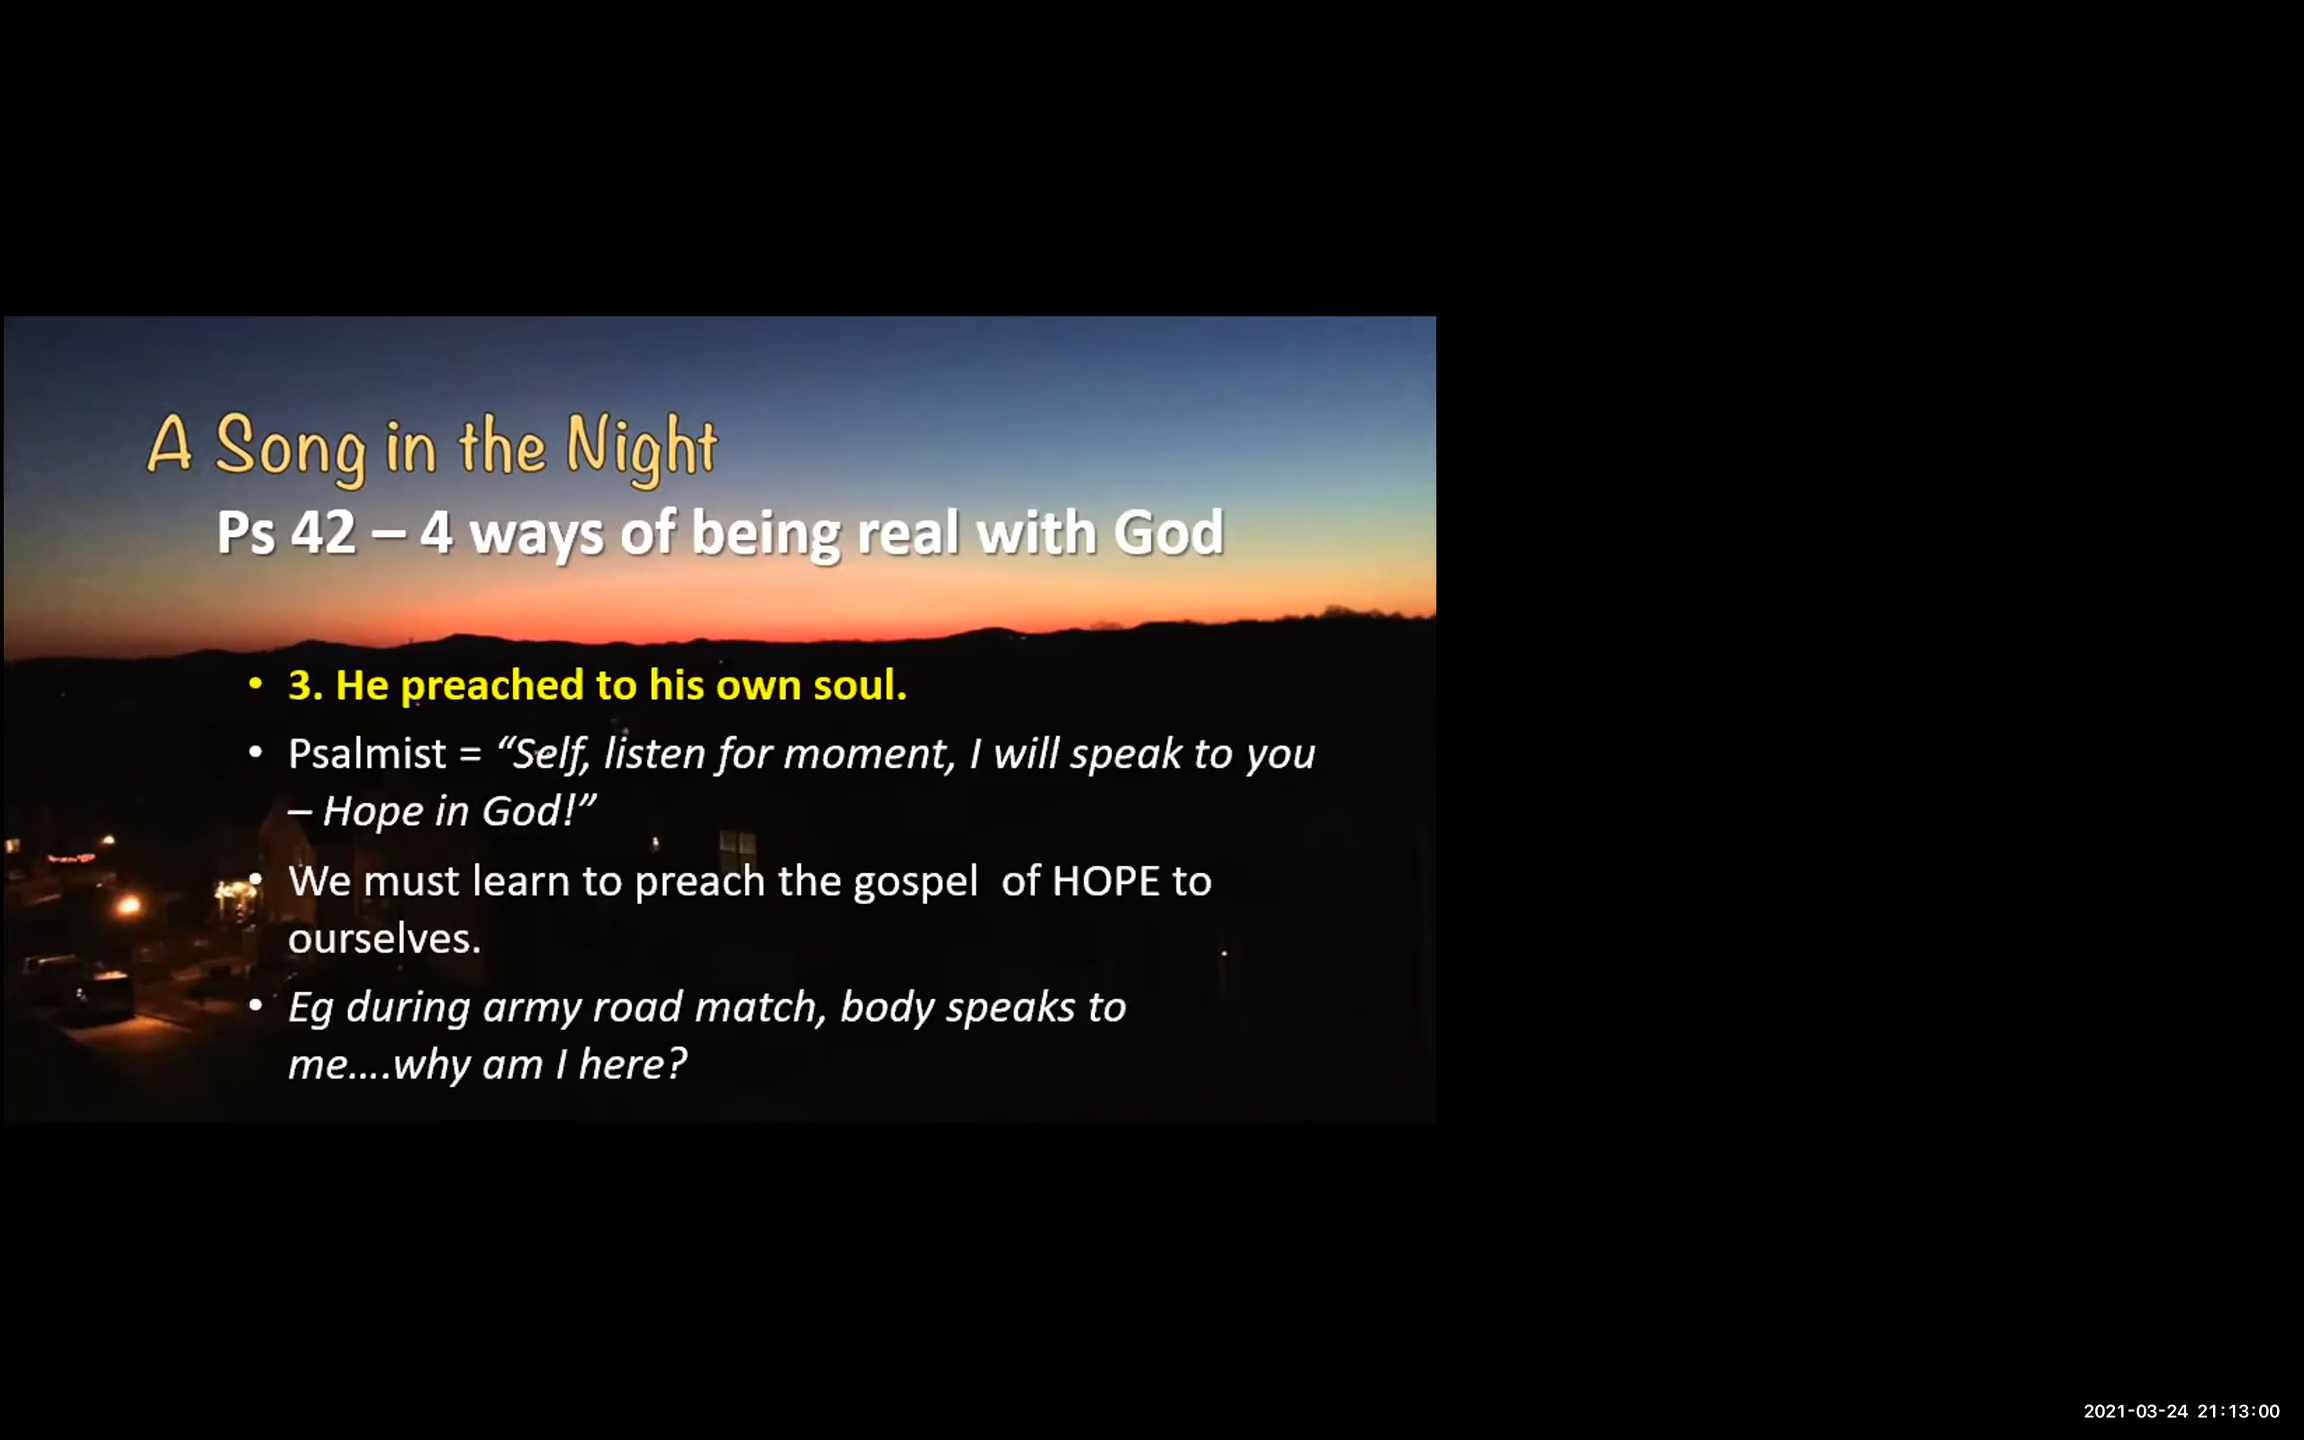 A Song in the Night
Ps 42 – 4 ways of being real with God
• 3. He preached to his own soul.
• Psalmist = “Self, listen for moment, I will speak to you
– Hope in God!”
• We must learn to preach the gospel  of HOPE to
ourselves.
• Eg during army road match, body speaks to
me....why am I here?
2021-03-24 21:13:00